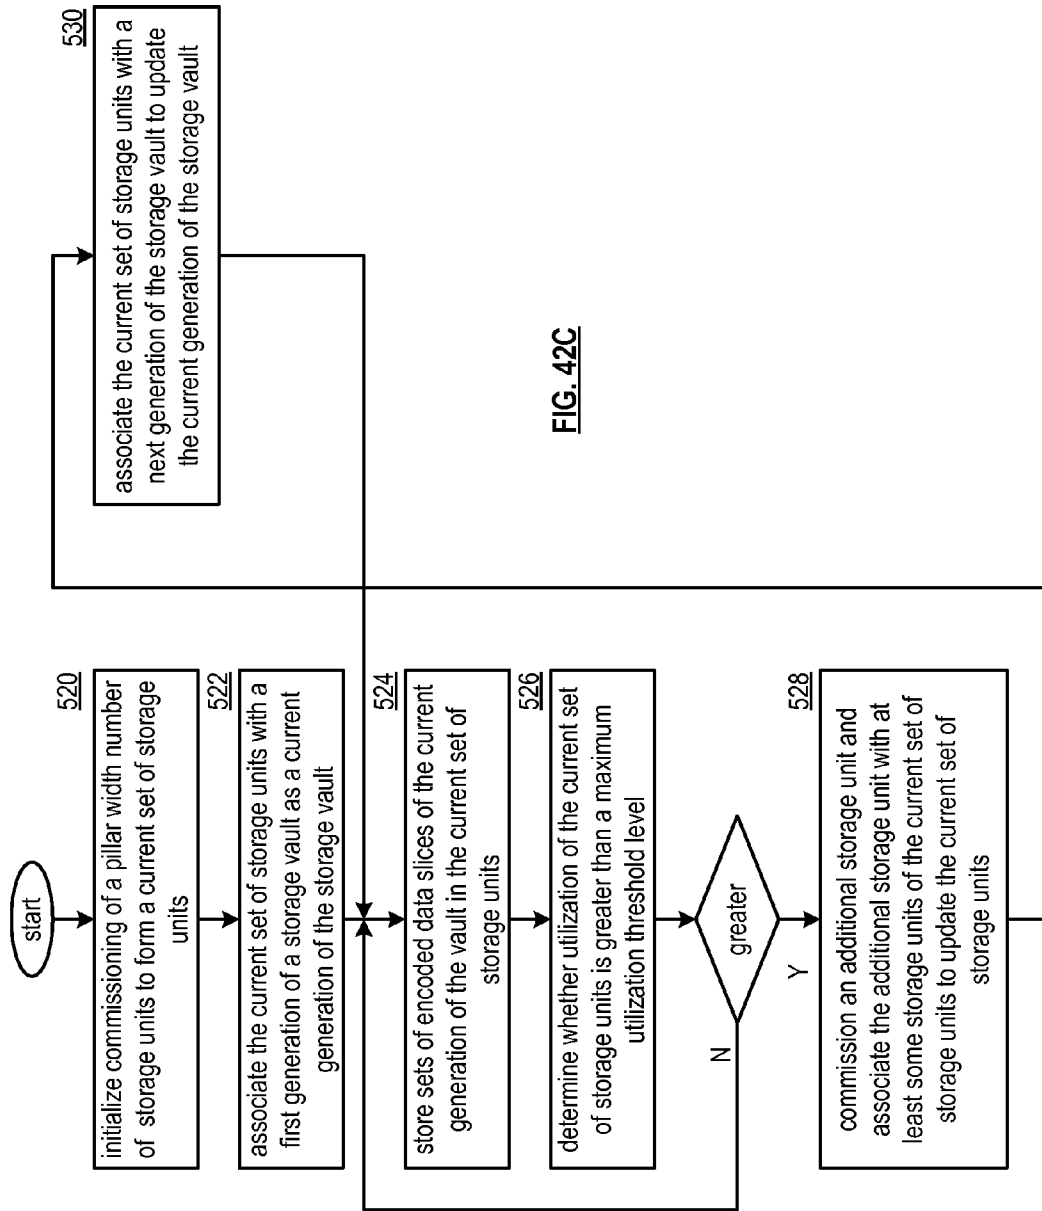 start
520
initialize commissioning of a pillar width number
of storage units to form a current set of storage
units
522
associate the current set of storage units with a
first generation of a storage vault as a current
generation of the storage vault
524
store sets of encoded data slices of the current
generation of the vault in the current set of
storage units
526
determine whether utilization of the current set
of storage units is greater than a maximum
utilization threshold level
greater
N
Y
528
commission an additional storage unit and
associate the additional storage unit with at
least some storage units of the current set of
storage units to update the current set of
storage units
530
associate the current set of storage units with a
next generation of the storage vault to update
the current generation of the storage vault
FIG. 42C